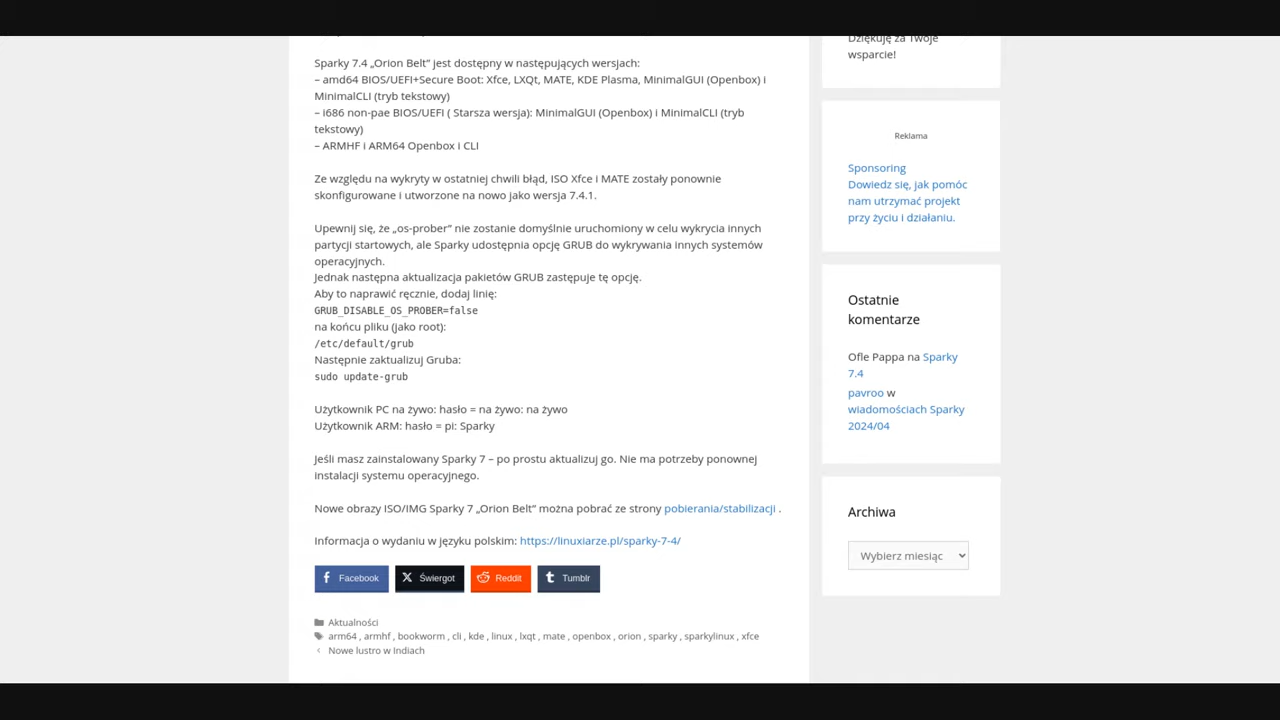 Sparky 7.4 „Orion Belt” jest dostępny w następujących wersjach:
– amd64 BIOS/UEFI+Secure Boot: Xfce, LXQt, MATE, KDE Plasma, MinimalGUI (Openbox) i
MinimalCLI (tryb tekstowy)
– i686 non-pae BIOS/UEFI ( Starsza wersja): MinimalGUI (Openbox) i MinimalCLI (tryb
tekstowy)
– ARMHF i ARM64 Openbox i CLI
Ze względu na wykryty w ostatniej chwili błąd, ISO Xfce i MATE zostały ponownie
skonfigurowane i utworzone na nowo jako wersja 7.4.1.
Upewnij się, że „os-prober” nie zostanie domyślnie uruchomiony w celu wykrycia innych
partycji startowych, ale Sparky udostępnia opcję GRUB do wykrywania innych systemów
operacyjnych.
Jednak następna aktualizacja pakietów GRUB zastępuje tę opcję.
Aby to naprawić ręcznie, dodaj linię:
GRUB_DISABLE_OS_PROBER=false
na końcu pliku (jako root):
/etc/default/grub
Następnie zaktualizuj Gruba:
sudo update-grub
Użytkownik PC na żywo: hasło = na żywo: na żywo
Użytkownik ARM: hasło = pi: Sparky
Jeśli masz zainstalowany Sparky 7 – po prostu aktualizuj go. Nie ma potrzeby ponownej
instalacji systemu operacyjnego.
Nowe obrazy ISO/IMG Sparky 7 „Orion Belt” można pobrać ze strony pobierania/stabilizacji .
Informacja o wydaniu w języku polskim: https://linuxiarze.pl/sparky-7-4/
Facebook Świergot Reddit Tumblr
Aktualności
arm64 , armhf , bookworm , cli , kde , linux , lxqt , mate , openbox , orion , sparky , sparkylinux , xfce
Nowe lustro w Indiach
Dziękuję za Twoje
wsparcie!
Reklama
Sponsoring
Dowiedz się, jak pomóc
nam utrzymać projekt
przy życiu i działaniu.
Ostatnie
komentarze
Ofle Pappa na Sparky
7.4
pavroo w
wiadomościach Sparky
2024/04
Archiwa
Wybierz miesiąc